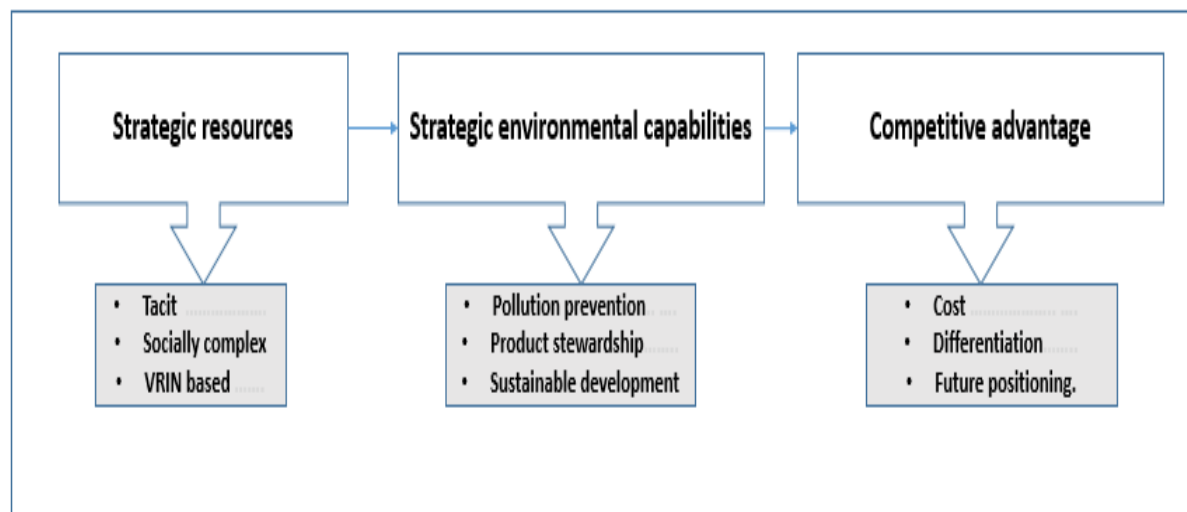 Strategic resources
Strategic environmental capabilities
Competitive advantage
• Tacit
• Socially complex
• VRIN based
• Pollution prevention
• Product stewardship
• Sustainable development
• Cost
• Differentiation
• Future positioning.